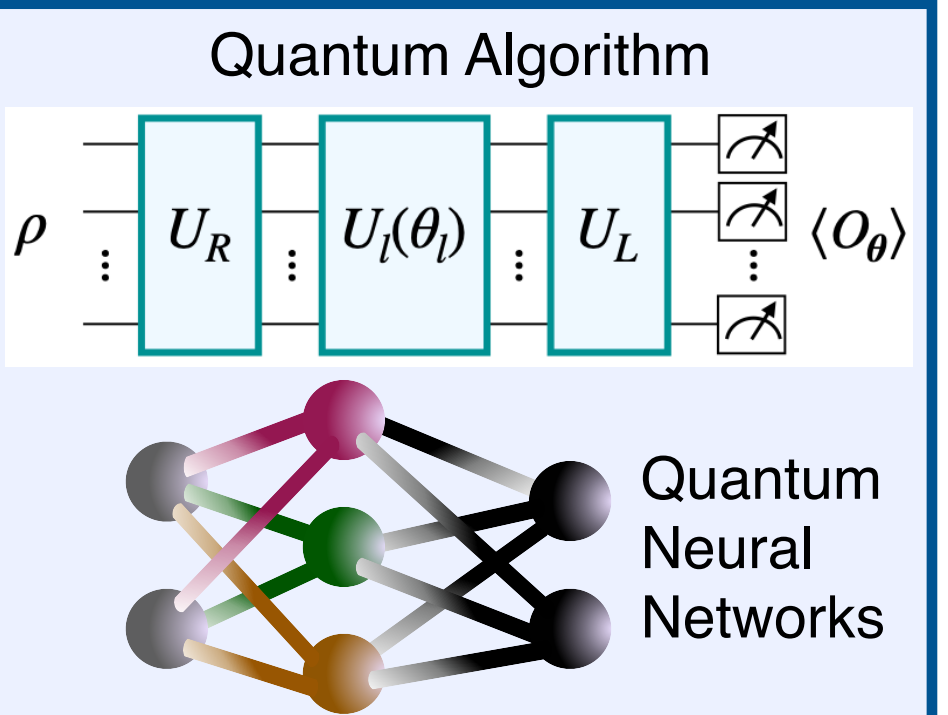 Quantum Algorithm
ρ U_R U_l(θ_l) U_L ⟨O_θ⟩
Quantum
Neural
Networks